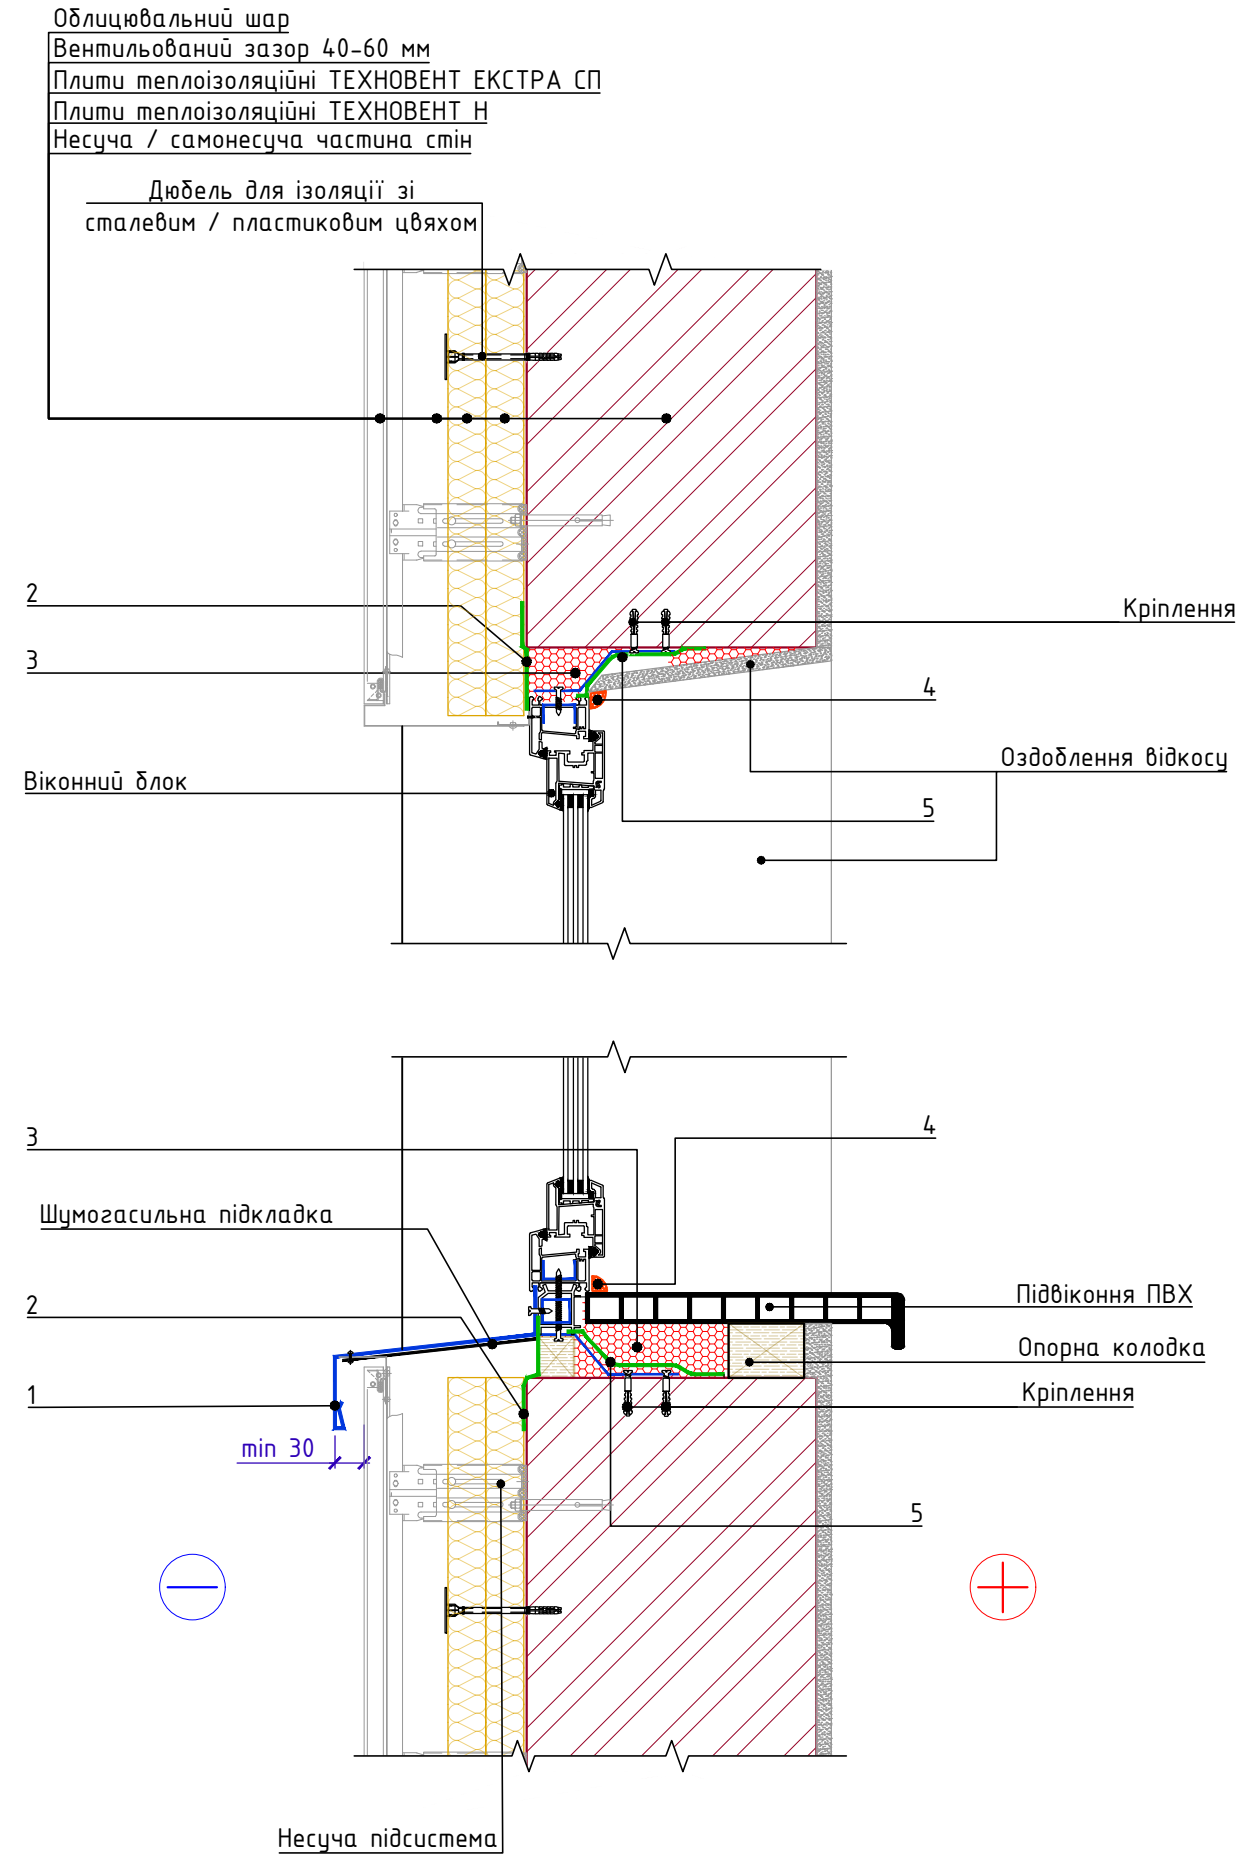 Облицювальний шар
Вентильований зазор 40-60 мм
Плити теплоізоляційні ТЕХНОВЕНТ ЕКСТРА СП
Плити теплоізоляційні ТЕХНОВЕНТ Н
Несуча / самонесуча частина стін
Дюбель для ізоляції зі
сталевим / пластиковим цвяхом
2
Кріплення
3
4
Оздоблення відкосу
Віконний блок
5
3
4
Шумогасильна підкладка
2
Підвіконня ПВХ
Опорна колодка
1
Кріплення
min 30
5
Несуча підсистема